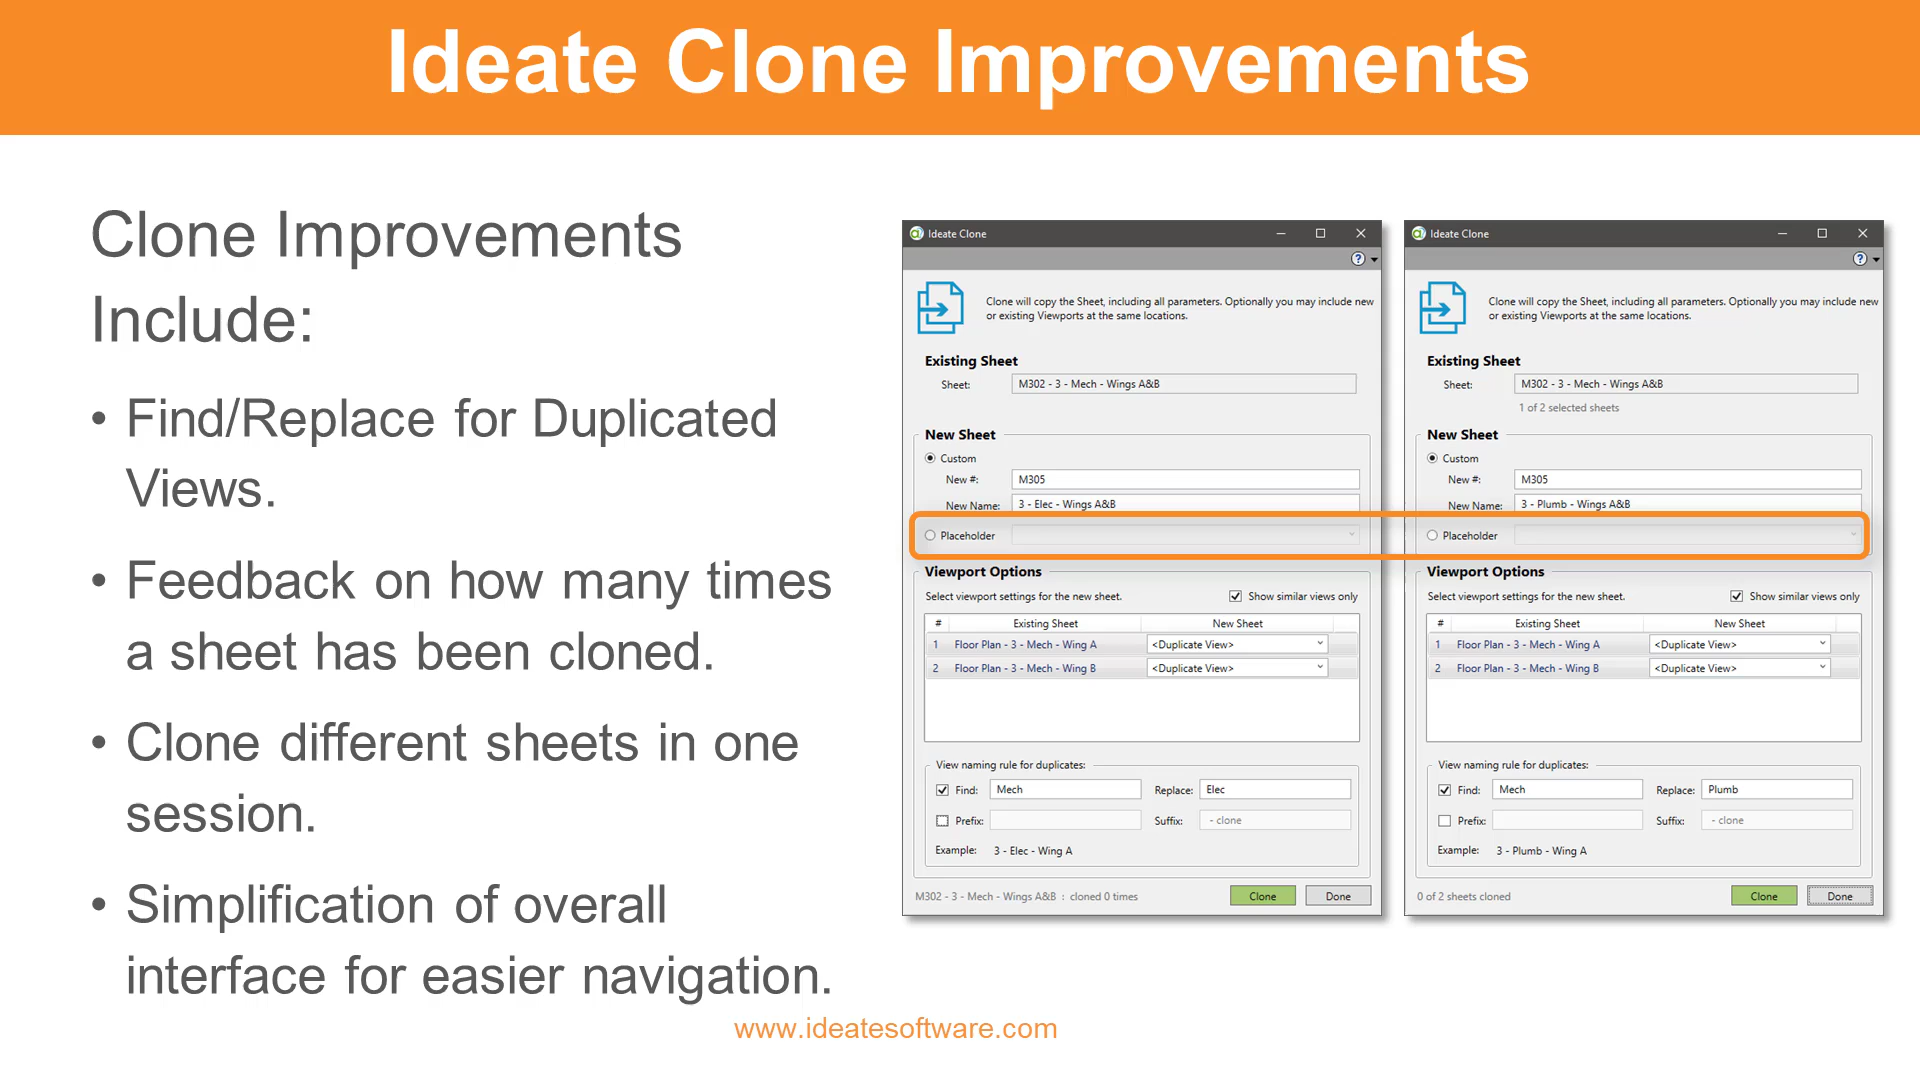 Ideate Clone Improvements
Clone Improvements
Include:
• Find/Replace for Duplicated
Views.
• Feedback on how many times
a sheet has been cloned.
• Clone different sheets in one
session.
• Simplification of overall
interface for easier navigation.
Ideate Clone
?
Clone will copy the Sheet, including all parameters. Optionally you may include new
or existing Viewports at the same locations.
Existing Sheet
Sheet: M302 - 3 - Mech - Wings A&B
New Sheet
Custom
New #: M305
New Name: 3 - Elec - Wings A&B
Placeholder
Viewport Options
Select viewport settings for the new sheet. Show similar views only
# Existing Sheet New Sheet
1 Floor Plan - 3 - Mech - Wing A <Duplicate View>
2 Floor Plan - 3 - Mech - Wing B <Duplicate View>
View naming rule for duplicates:
Find: Mech Replace: Elec
Prefix: Suffix: - clone
Example: 3 - Elec - Wing A
M302 - 3 - Mech - Wings A&B : cloned 0 times Clone Done
Ideate Clone
?
Clone will copy the Sheet, including all parameters. Optionally you may include new
or existing Viewports at the same locations.
Existing Sheet
Sheet: M302 - 3 - Mech - Wings A&B
1 of 2 selected sheets
New Sheet
Custom
New #: M305
New Name: 3 - Plumb - Wings A&B
Placeholder
Viewport Options
Select viewport settings for the new sheet. Show similar views only
# Existing Sheet New Sheet
1 Floor Plan - 3 - Mech - Wing A <Duplicate View>
2 Floor Plan - 3 - Mech - Wing B <Duplicate View>
View naming rule for duplicates:
Find: Mech Replace: Plumb
Prefix: Suffix: - clone
Example: 3 - Plumb - Wing A
0 of 2 sheets cloned Clone Done
www.ideatesoftware.com